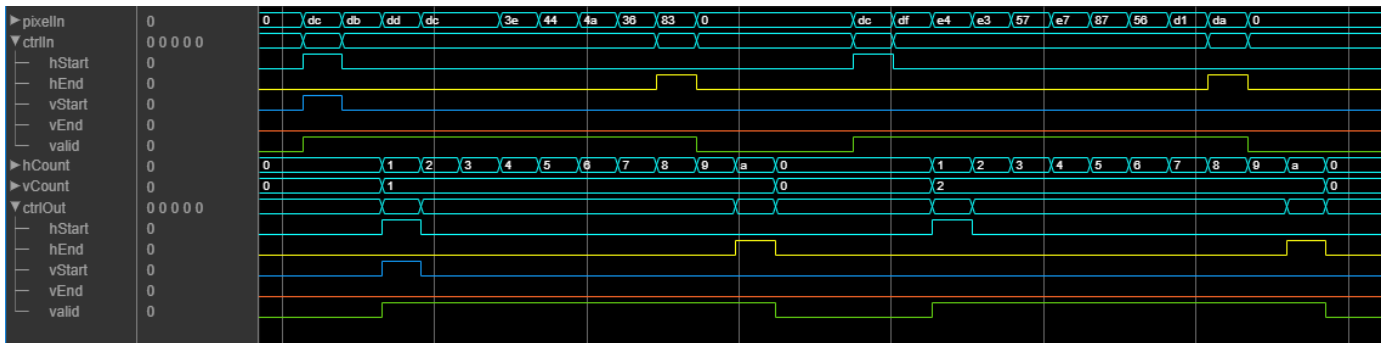 pixelIn 0 0 dc db dd dc 3e 44 4a 36 83 0 dc df e4 e3 57 e7 87 56 d1 da 0
ctrlIn 0 0 0 0 0
hStart 0
hEnd 0
vStart 0
vEnd 0
valid 0
hCount 0 0 1 2 3 4 5 6 7 8 9 a 0 1 2 3 4 5 6 7 8 9 a 0
vCount 0 0 1 0 2 0
ctrlOut 0 0 0 0 0
hStart 0
hEnd 0
vStart 0
vEnd 0
valid 0